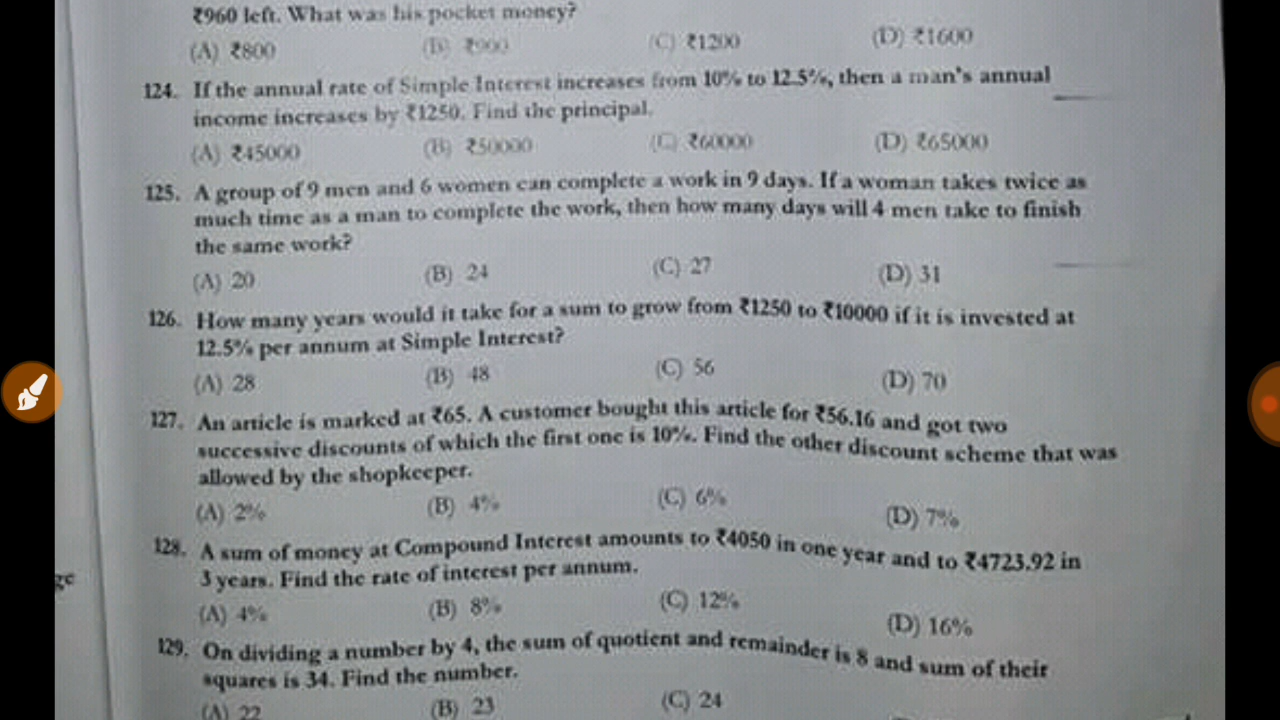 ₹960 left. What was his pocket money?
(A) ₹800 (B) ₹900 (C) ₹1200 (D) ₹1600
124. If the annual rate of Simple Interest increases from 10% to 12.5%, then a man's annual
income increases by ₹1250. Find the principal.
(A) ₹45000 (B) ₹50000 (C) ₹60000 (D) ₹65000
125. A group of 9 men and 6 women can complete a work in 9 days. If a woman takes twice as
much time as a man to complete the work, then how many days will 4 men take to finish
the same work?
(A) 20 (B) 24 (C) 27 (D) 31
126. How many years would it take for a sum to grow from ₹1250 to ₹10000 if it is invested at
12.5% per annum at Simple Interest?
(A) 28 (B) 48 (C) 56 (D) 70
127. An article is marked at ₹65. A customer bought this article for ₹56.16 and got two
successive discounts of which the first one is 10%. Find the other discount scheme that was
allowed by the shopkeeper.
(A) 2% (B) 4% (C) 6% (D) 7%
128. A sum of money at Compound Interest amounts to ₹4050 in one year and to ₹4723.92 in
3 years. Find the rate of interest per annum.
ge
(A) 4% (B) 8% (C) 12% (D) 16%
129. On dividing a number by 4, the sum of quotient and remainder is 8 and sum of their
squares is 34. Find the number.
(A) 22 (B) 23 (C) 24